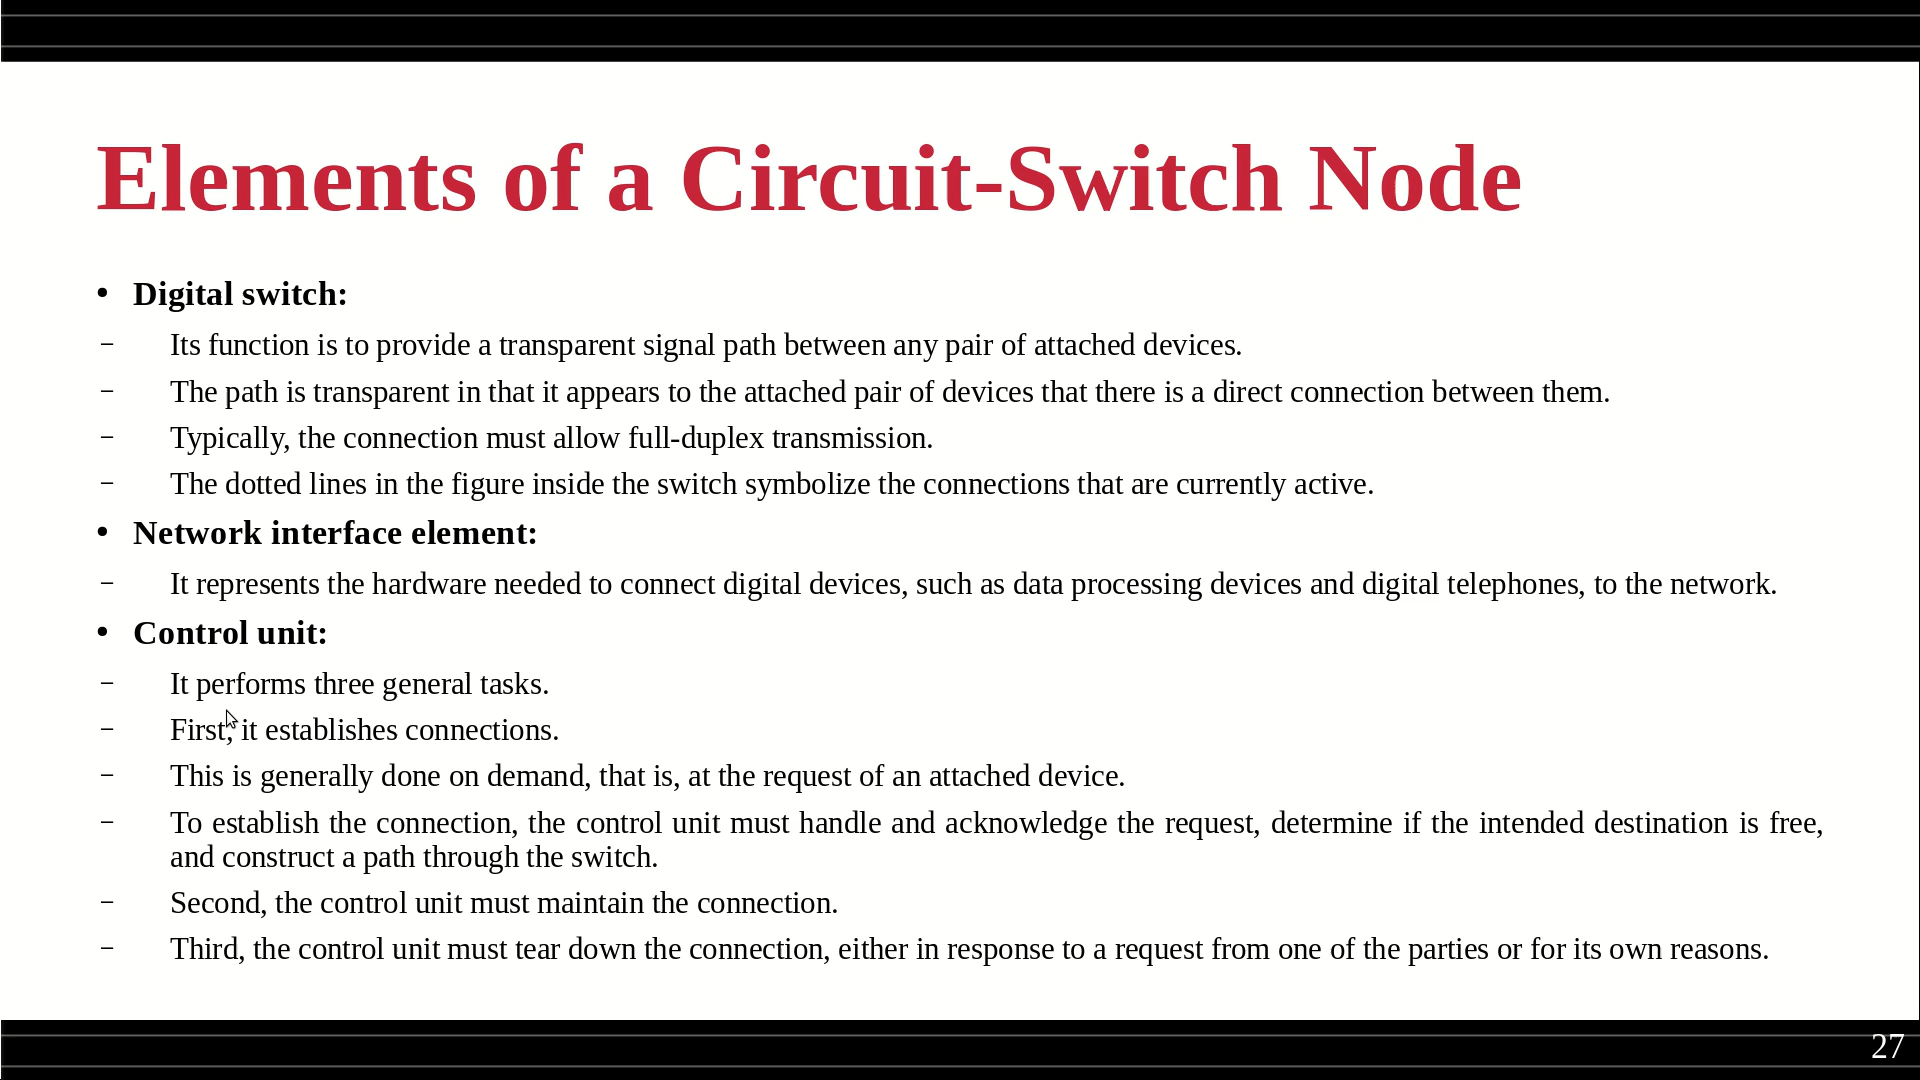 Elements of a Circuit-Switch Node
• Digital switch:
– Its function is to provide a transparent signal path between any pair of attached devices.
– The path is transparent in that it appears to the attached pair of devices that there is a direct connection between them.
– Typically, the connection must allow full-duplex transmission.
– The dotted lines in the figure inside the switch symbolize the connections that are currently active.
• Network interface element:
– It represents the hardware needed to connect digital devices, such as data processing devices and digital telephones, to the network.
• Control unit:
– It performs three general tasks.
– First, it establishes connections.
– This is generally done on demand, that is, at the request of an attached device.
– To establish the connection, the control unit must handle and acknowledge the request, determine if the intended destination is free,
and construct a path through the switch.
– Second, the control unit must maintain the connection.
– Third, the control unit must tear down the connection, either in response to a request from one of the parties or for its own reasons.
27